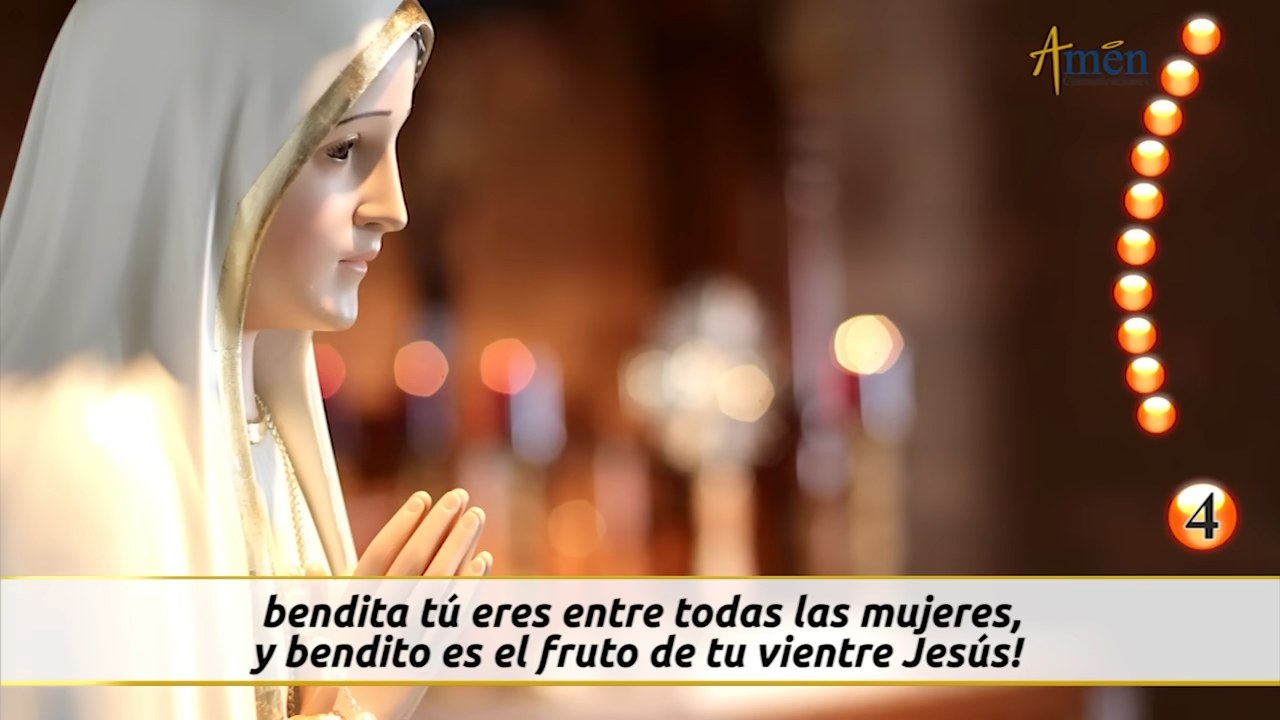 Amén
4
bendita tú eres entre todas las mujeres,
y bendito es el fruto de tu vientre Jesús!